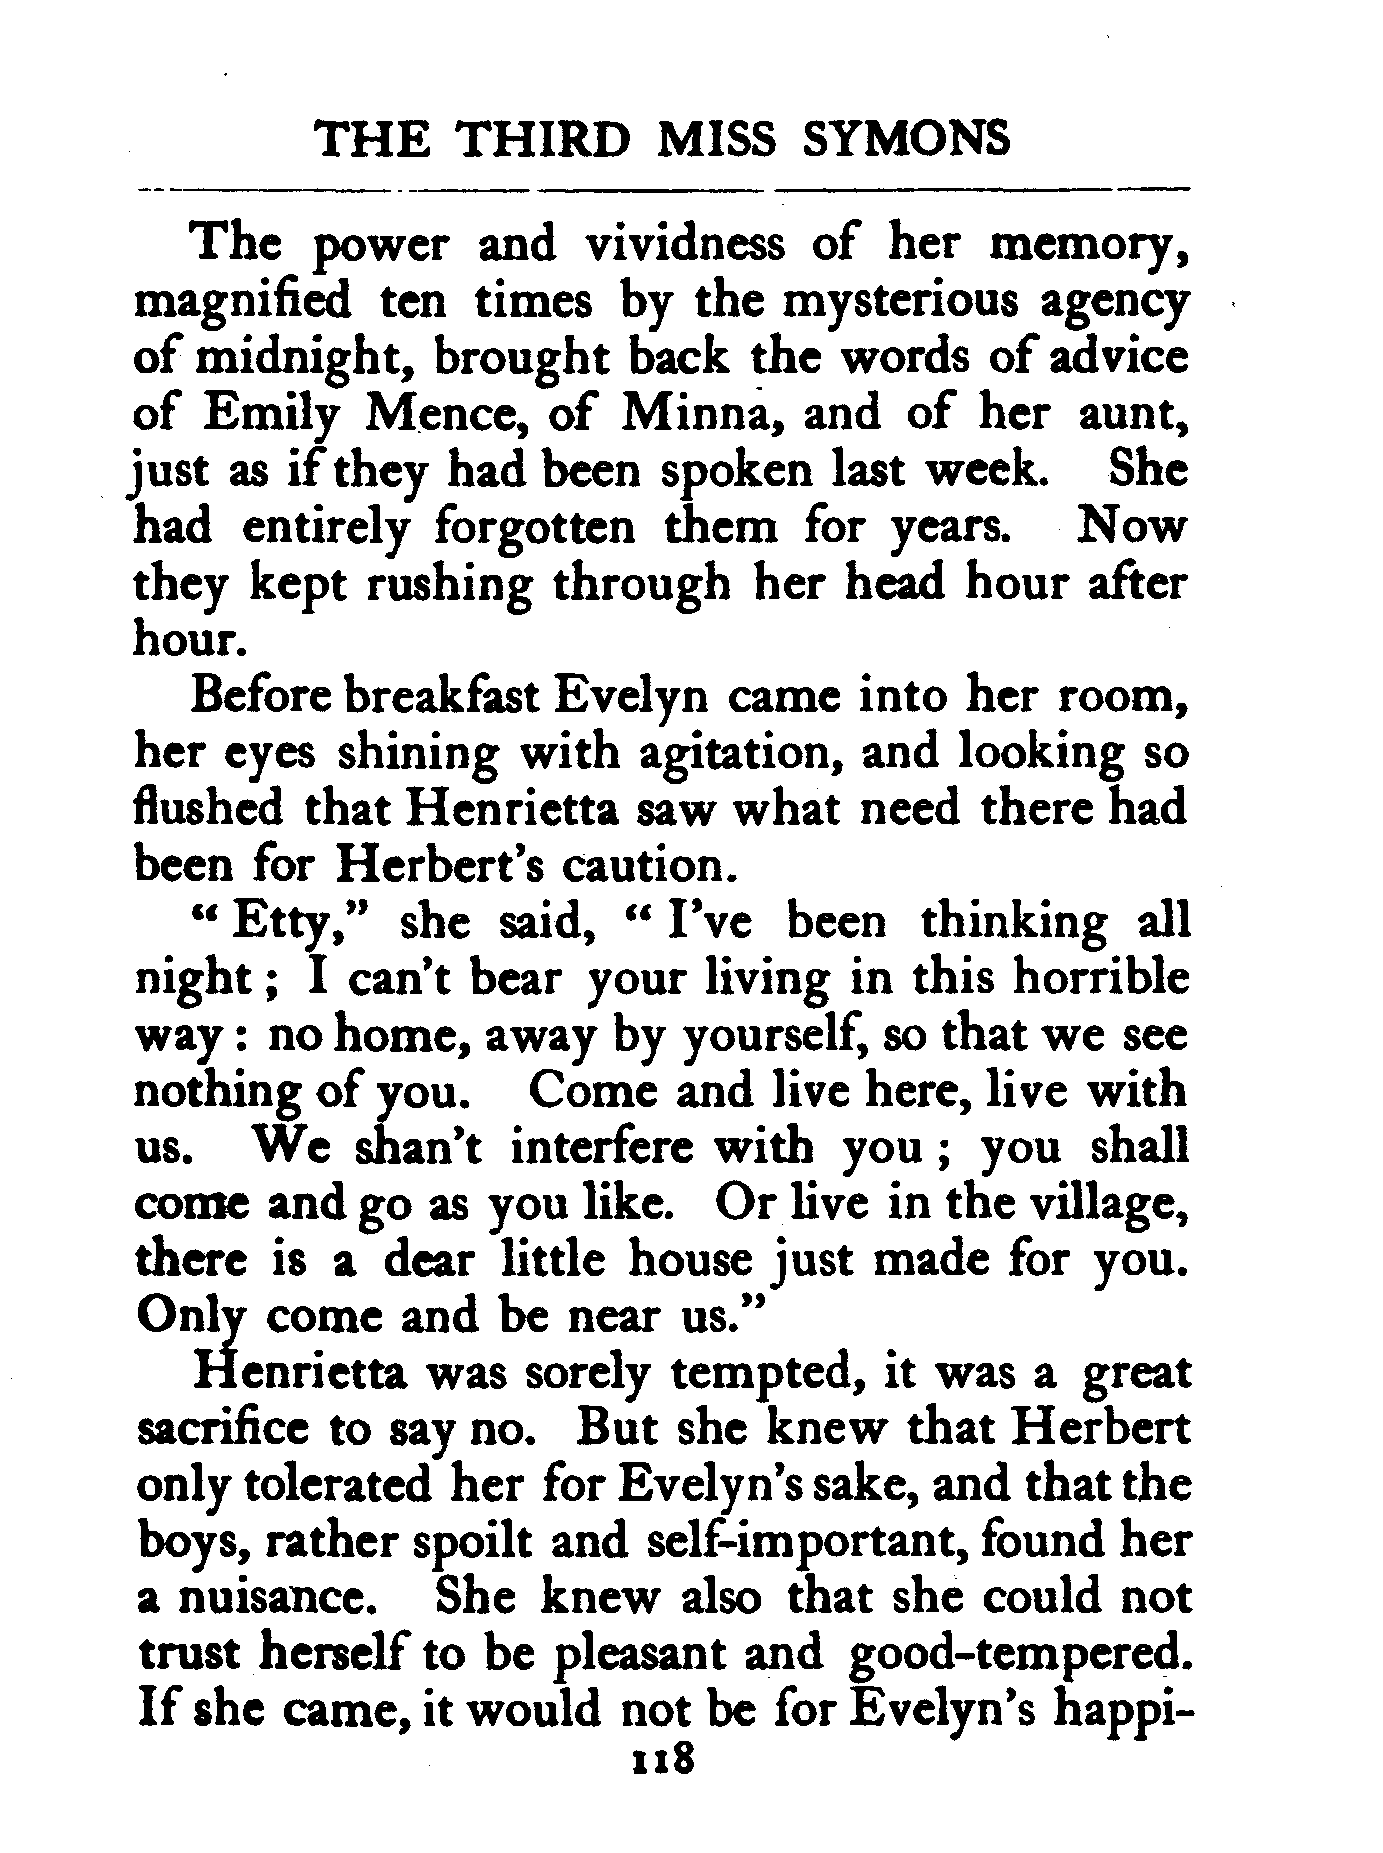 THE THIRD MISS SYMONS
The power and vividness of her memory,
magnified ten times by the mysterious agency
of midnight, brought back the words of advice
of Emily Mence, of Minna, and of her aunt,
just as if they had been spoken last week. She
had entirely forgotten them for years. Now
they kept rushing through her head hour after
hour.
Before breakfast Evelyn came into her room,
her eyes shining with agitation, and looking so
flushed that Henrietta saw what need there had
been for Herbert's caution.
“ Etty,” she said, “ I've been thinking all
night ; I can't bear your living in this horrible
way : no home, away by yourself, so that we see
nothing of you. Come and live here, live with
us. We shan't interfere with you ; you shall
come and go as you like. Or live in the village,
there is a dear little house just made for you.
Only come and be near us.”
Henrietta was sorely tempted, it was a great
sacrifice to say no. But she knew that Herbert
only tolerated her for Evelyn's sake, and that the
boys, rather spoilt and self-important, found her
a nuisance. She knew also that she could not
trust herself to be pleasant and good-tempered.
If she came, it would not be for Evelyn's happi-
118